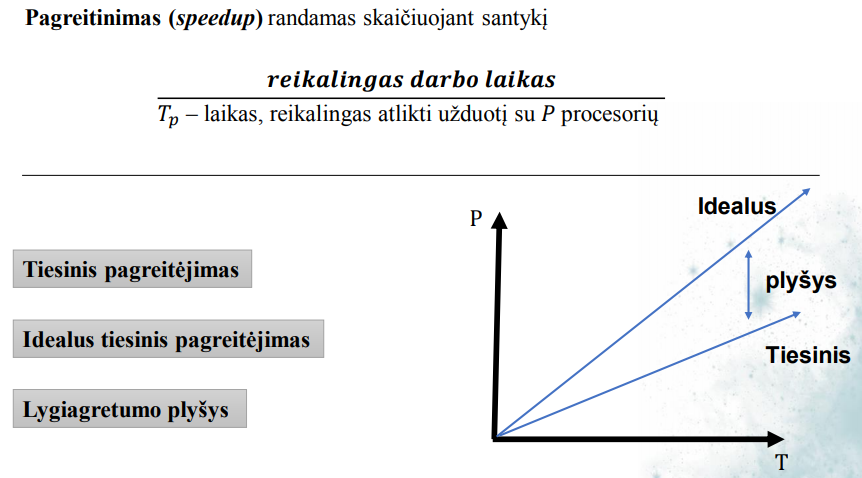 Pagreitinimas (speedup) randamas skaičiuojant santykį
reikalingas darbo laikas
Tp – laikas, reikalingas atlikti užduotį su P procesorių
P
Idealus
Tiesinis pagreitėjimas
plyšys
Idealus tiesinis pagreitėjimas
Tiesinis
Lygiagretumo plyšys
T